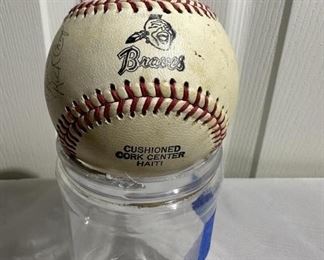 Braves
CUSHIONED
CORK CENTER
HAITI